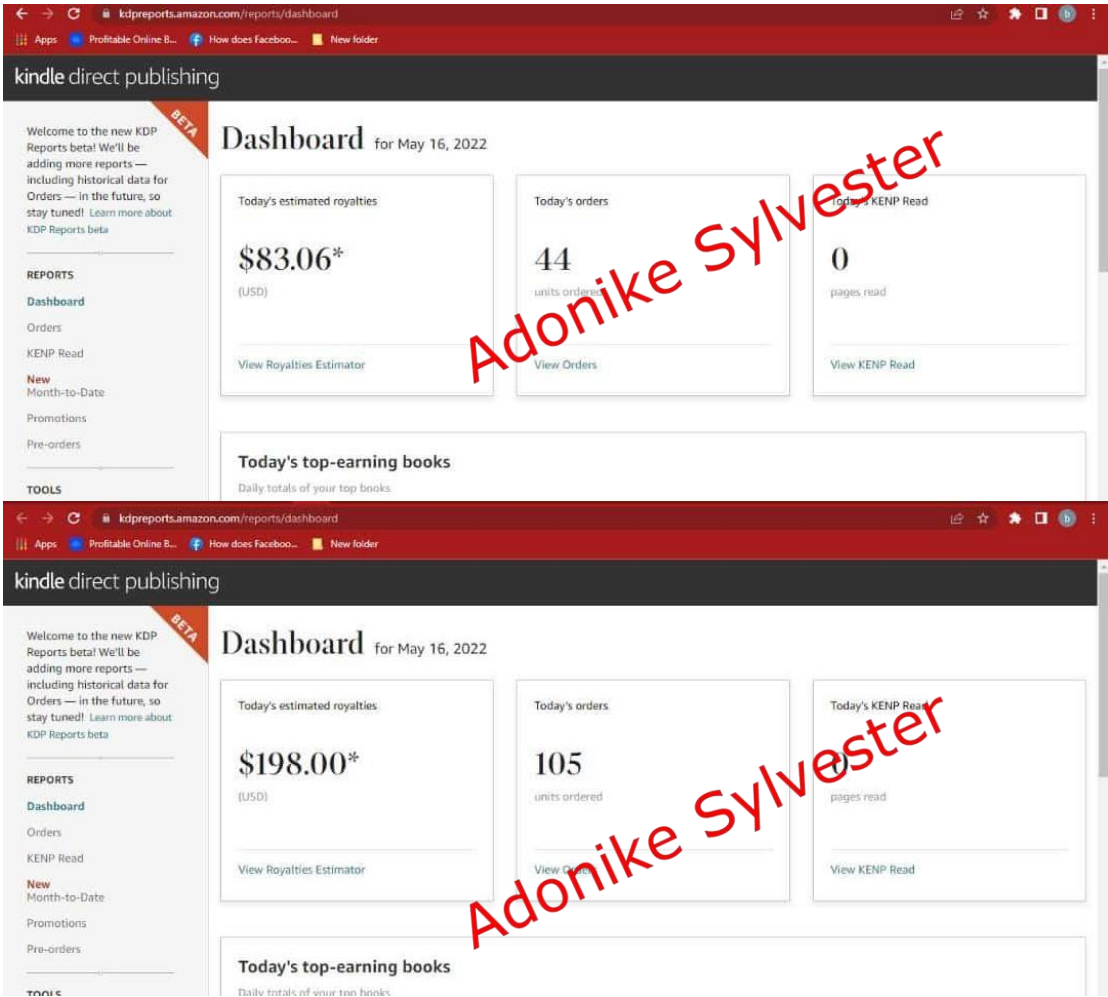 kdpreports.amazon.com/reports/dashboard
Apps Profitable Online B... How does Faceboo... New folder
kindle direct publishing
BETA
Welcome to the new KDP
Reports beta! We'll be
adding more reports —
including historical data for
Orders — in the future, so
stay tuned! Learn more about
KDP Reports beta
REPORTS
Dashboard
Orders
KENP Read
New
Month-to-Date
Promotions
Pre-orders
TOOLS
Dashboard for May 16, 2022
Today's estimated royalties
$83.06*
(USD)
View Royalties Estimator
Today's orders
44
units ordered
View Orders
Today's KENP Read
0
pages read
View KENP Read
Adonike Sylvester
Today's top-earning books
Daily totals of your top books
kdpreports.amazon.com/reports/dashboard
Apps Profitable Online B... How does Faceboo... New folder
kindle direct publishing
BETA
Welcome to the new KDP
Reports beta! We'll be
adding more reports —
including historical data for
Orders — in the future, so
stay tuned! Learn more about
KDP Reports beta
REPORTS
Dashboard
Orders
KENP Read
New
Month-to-Date
Promotions
Pre-orders
TOOLS
Dashboard for May 16, 2022
Today's estimated royalties
$198.00*
(USD)
View Royalties Estimator
Today's orders
105
units ordered
View Orders
Today's KENP Read
0
pages read
View KENP Read
Adonike Sylvester
Today's top-earning books
Daily totals of your top books